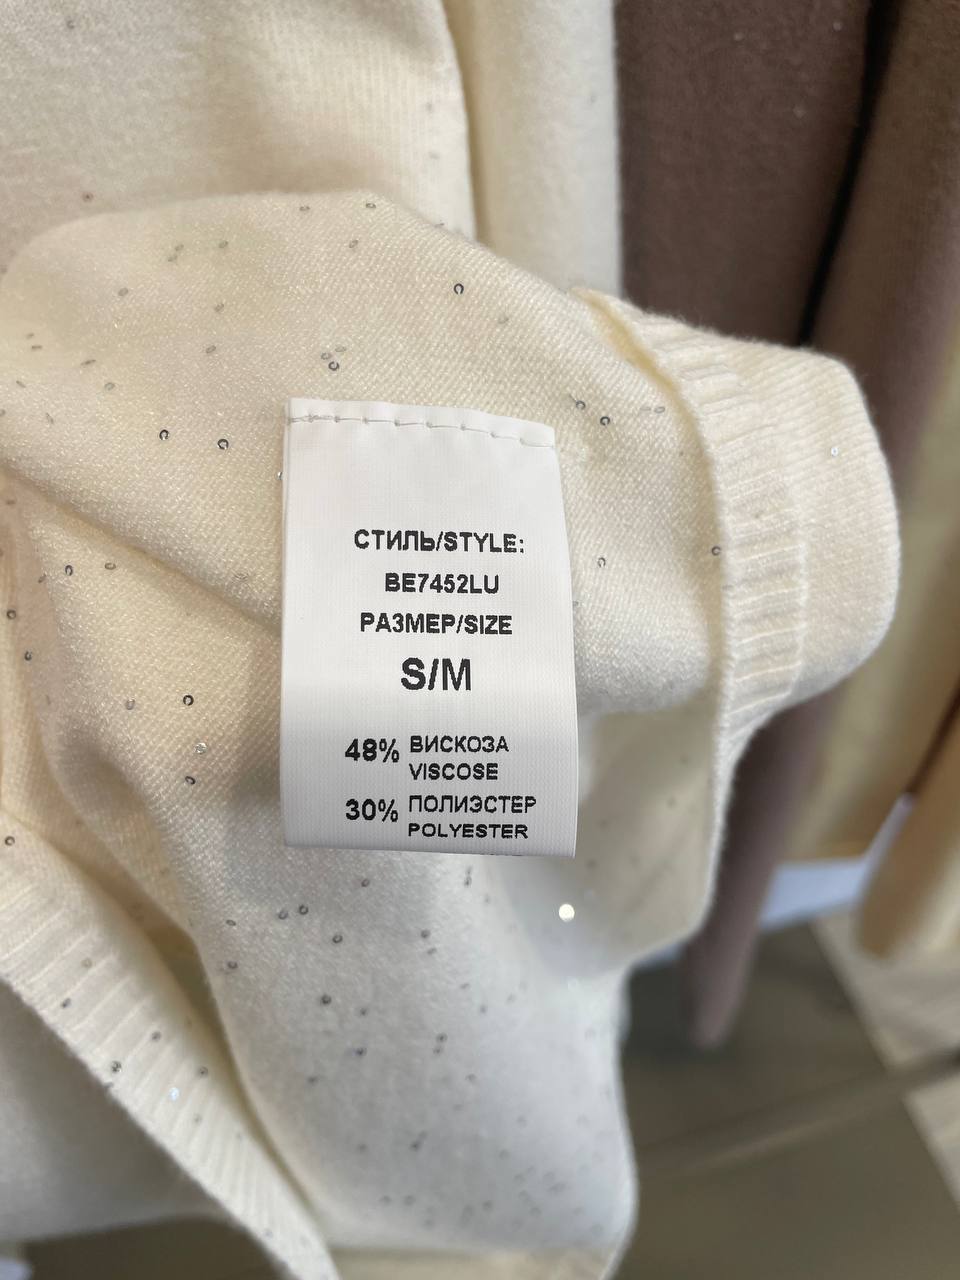 СТИЛЬ/STYLE:
BE7452LU
РАЗМЕР/SIZE
S/M
48% ВИСКОЗА
VISCOSE
30% ПОЛИЭСТЕР
POLYESTER